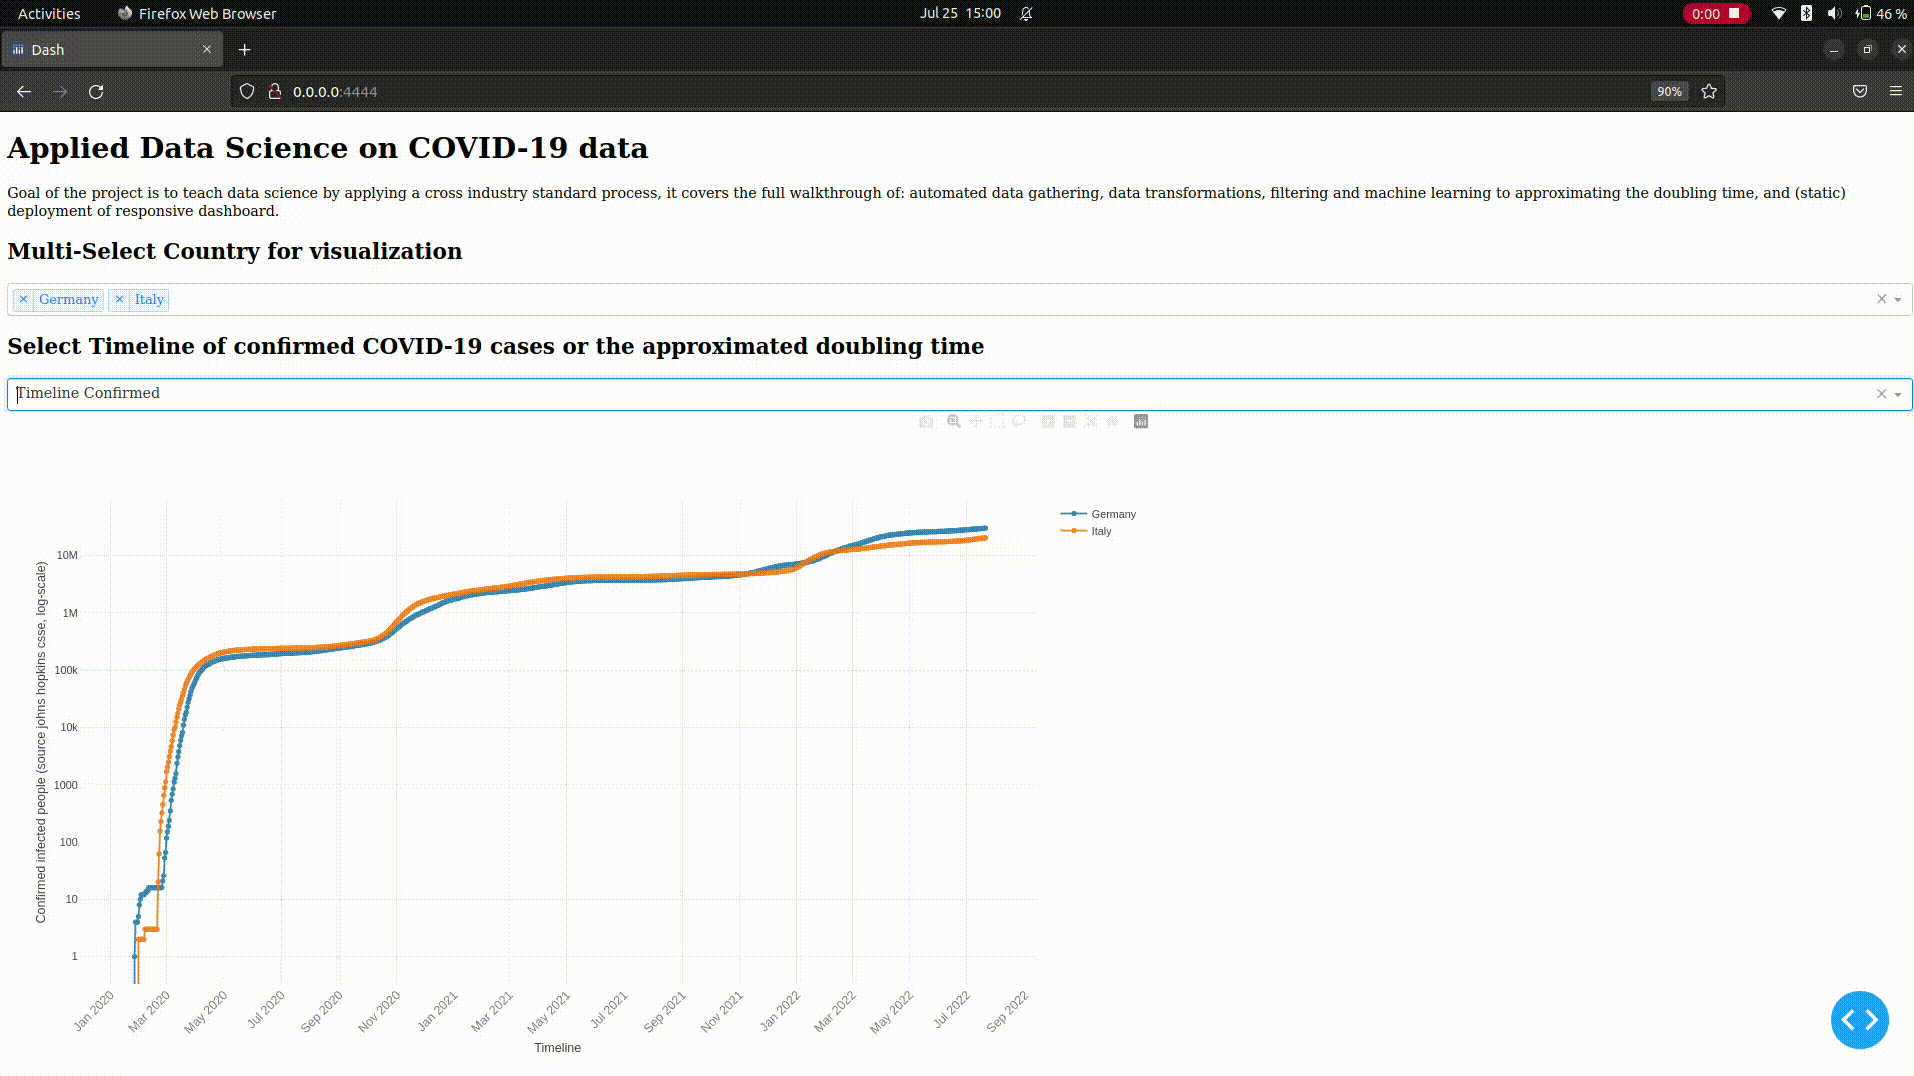 Activities Firefox Web Browser Jul 25 15:00 0:00 46 %
Dash
0.0.0.0:4444 90%
Applied Data Science on COVID-19 data
Goal of the project is to teach data science by applying a cross industry standard process, it covers the full walkthrough of: automated data gathering, data transformations, filtering and machine learning to approximating the doubling time, and (static)
deployment of responsive dashboard.
Multi-Select Country for visualization
× Germany × Italy
Select Timeline of confirmed COVID-19 cases or the approximated doubling time
Timeline Confirmed
Germany
Italy
Confirmed infected people (source johns hopkins csse, log-scale)
10M
1M
100k
10k
1000
100
10
1
Jan 2020 Mar 2020 May 2020 Jul 2020 Sep 2020 Nov 2020 Jan 2021 Mar 2021 May 2021 Jul 2021 Sep 2021 Nov 2021 Jan 2022 Mar 2022 May 2022 Jul 2022 Sep 2022
Timeline